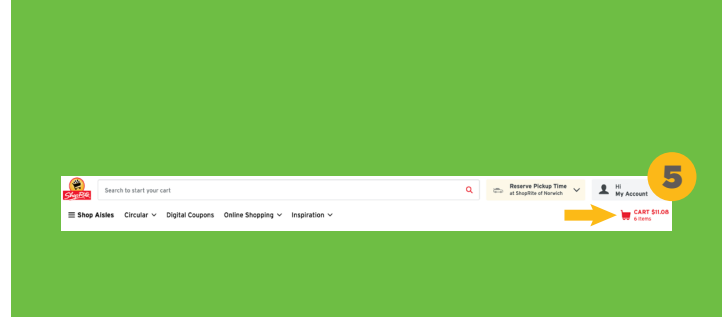 5
ShopRite
Search to start your cart
Reserve Pickup Time
at ShopRite of Norwich
Hi
My Account
Shop Aisles Circular Digital Coupons Online Shopping Inspiration
CART $11.08
6 items